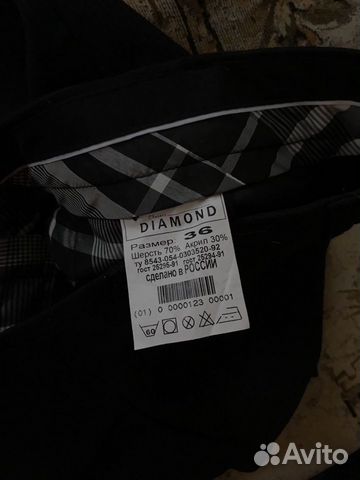 DIAMOND
Размер: 36
Шерсть 70% Акрил 30%
ту 8543-054-0303520-92
гост 25296-91 гост 25294-91
сделано в РОССИИ
(01) 0 0000123 00001
60
Avito